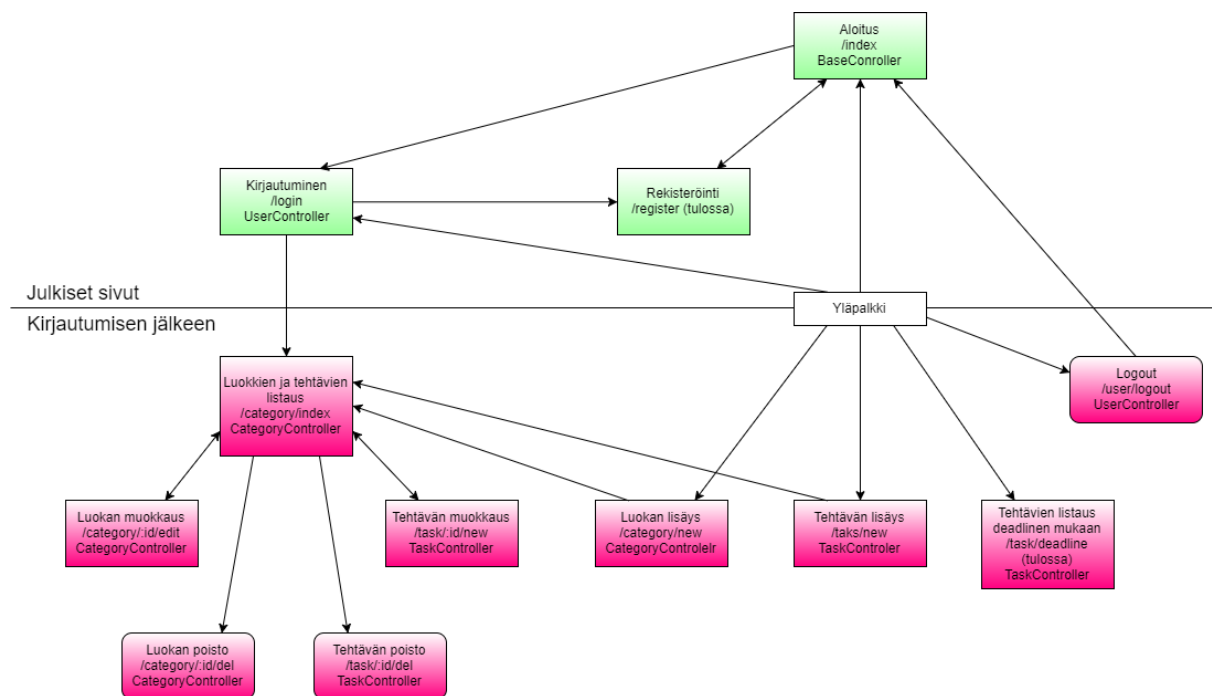 Aloitus
/index
BaseConroller
Kirjautuminen
/login
UserController
Rekisteröinti
/register (tulossa)
Julkiset sivut
Yläpalkki
Kirjautumisen jälkeen
Luokkien ja tehtävien
listaus
/category/index
CategoryController
Logout
/user/logout
UserController
Luokan muokkaus
/category/:id/edit
CategoryController
Tehtävän muokkaus
/task/:id/new
TaskController
Luokan lisäys
/category/new
CategoryControlelr
Tehtävän lisäys
/taks/new
TaskControler
Tehtävien listaus
deadlinen mukaan
/task/deadline
(tulossa)
TaskController
Luokan poisto
/category/:id/del
CategoryController
Tehtävän poisto
/task/:id/del
TaskController